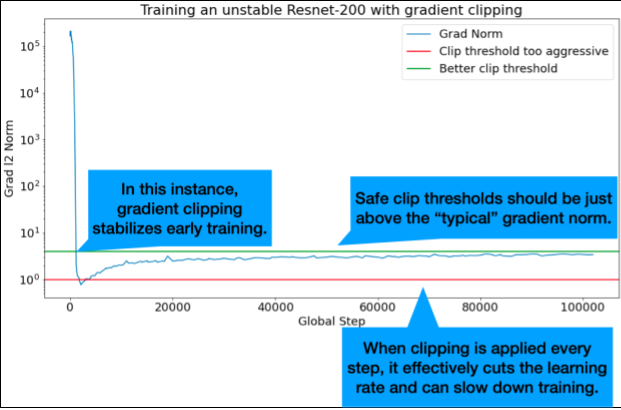 Training an unstable Resnet-200 with gradient clipping
Grad Norm
Clip threshold too aggressive
Better clip threshold
Grad l2 Norm
10⁵
10⁴
10³
10²
10¹
10⁰
In this instance,
gradient clipping
stabilizes early training.
Safe clip thresholds should be just
above the “typical” gradient norm.
0 20000 40000 60000 80000 100000
Global Step
When clipping is applied every
step, it effectively cuts the learning
rate and can slow down training.